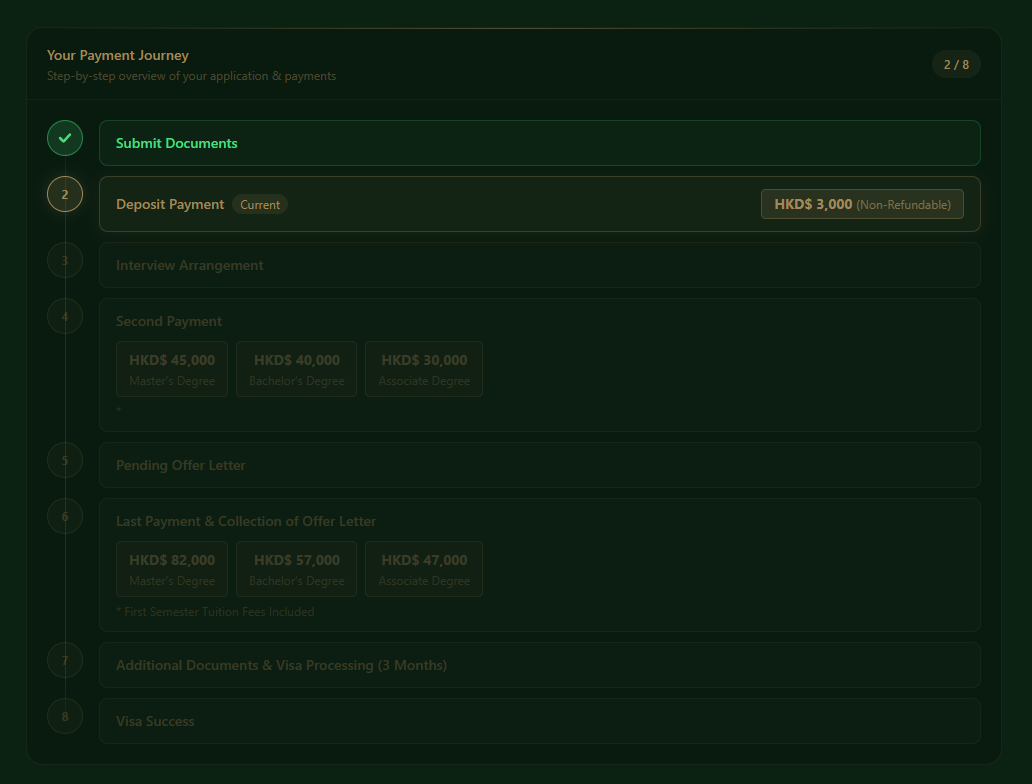 Your Payment Journey
Step-by-step overview of your application & payments
2 / 8
Submit Documents
2
Deposit Payment Current HKD$ 3,000 (Non-Refundable)
3
Interview Arrangement
4
Second Payment
HKD$ 45,000 HKD$ 40,000 HKD$ 30,000
Master's Degree Bachelor's Degree Associate Degree
*
5
Pending Offer Letter
6
Last Payment & Collection of Offer Letter
HKD$ 82,000 HKD$ 57,000 HKD$ 47,000
Master's Degree Bachelor's Degree Associate Degree
* First Semester Tuition Fees Included
7
Additional Documents & Visa Processing (3 Months)
8
Visa Success